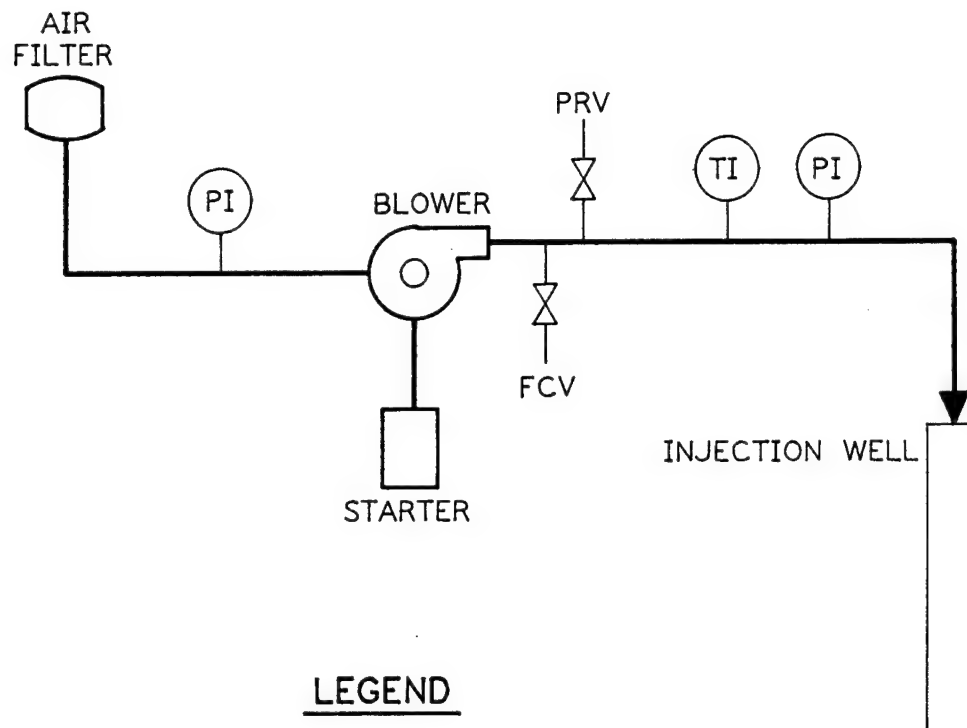 AIR
FILTER
PRV
PI
BLOWER
TI
PI
FCV
INJECTION WELL
STARTER
LEGEND